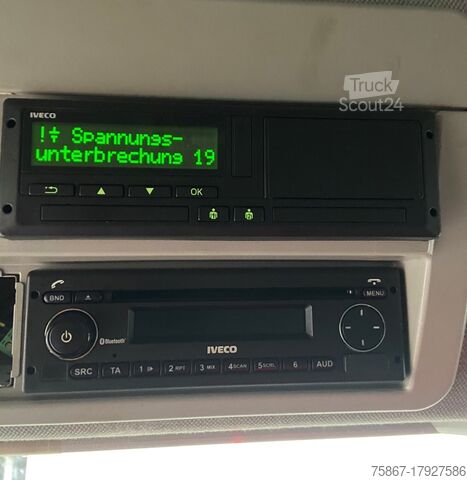 Truck
Scout24
IVECO
!‡ Spannungs-
unterbrechung 19
OK
BND
MENU
Bluetooth®
IVECO
SRC TA 1 2 RPT 3 MIX 4 SCAN 5 SCRL 6 AUD
75867-17927586